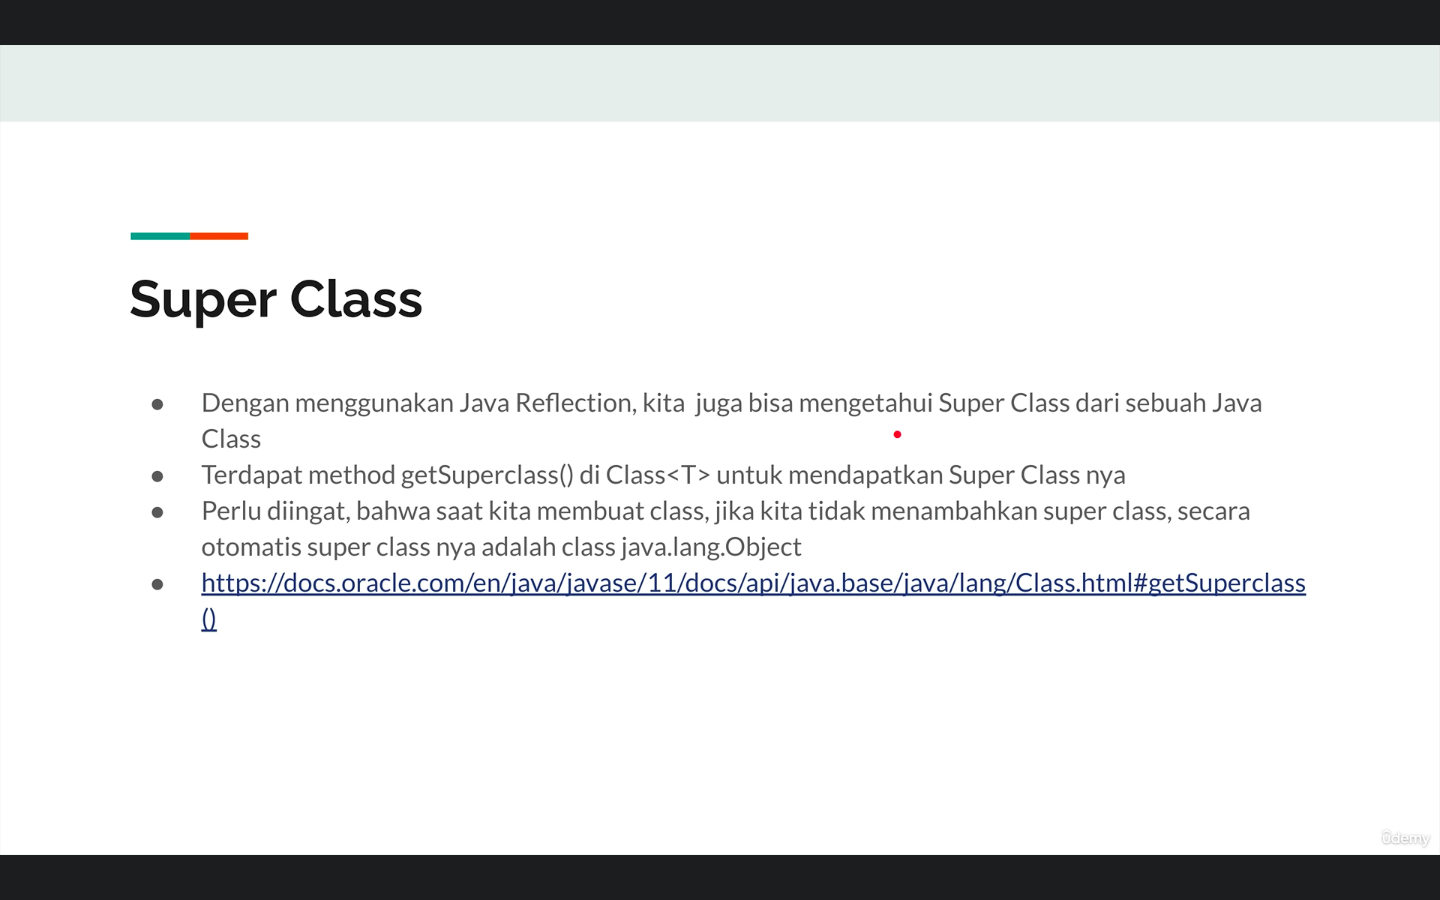 Super Class
● Dengan menggunakan Java Reflection, kita  juga bisa mengetahui Super Class dari sebuah Java
Class
● Terdapat method getSuperclass() di Class<T> untuk mendapatkan Super Class nya
● Perlu diingat, bahwa saat kita membuat class, jika kita tidak menambahkan super class, secara
otomatis super class nya adalah class java.lang.Object
● https://docs.oracle.com/en/java/javase/11/docs/api/java.base/java/lang/Class.html#getSuperclass
()
ûdemy